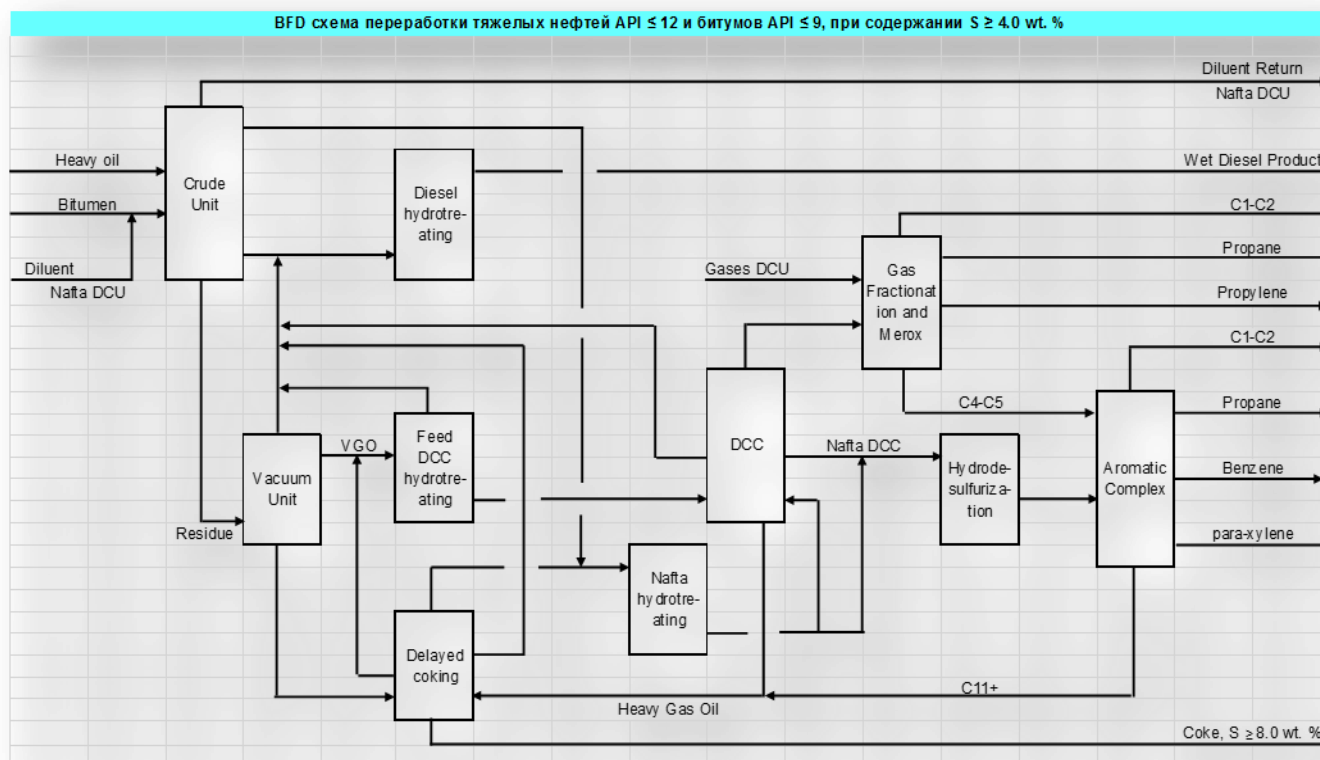 BFD схема переработки тяжелых нефтей API ≤ 12 и битумов API ≤ 9, при содержании S ≥ 4.0 wt. %
Diluent Return
Nafta DCU
Heavy oil
Wet Diesel Product
Crude
Unit
Diesel
hydrotre-
ating
Bitumen
C1-C2
Diluent
Nafta DCU
Gases DCU
Gas
Fractionat
ion and
Merox
Propane
Propylene
C1-C2
C4-C5
Propane
VGO
Feed
DCC
hydrotre-
ating
DCC
Nafta DCC
Hydrode-
sulfuriza-
tion
Aromatic
Complex
Benzene
Vacuum
Unit
Residue
para-xylene
Nafta
hydrotre-
ating
Delayed
coking
C11+
Heavy Gas Oil
Coke, S ≥8.0 wt. %